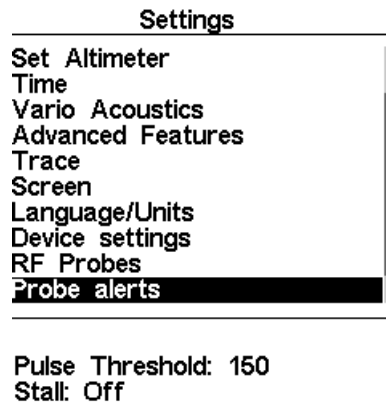 Settings
Set Altimeter
Time
Vario Acoustics
Advanced Features
Trace
Screen
Language/Units
Device settings
RF Probes
Probe alerts
Pulse Threshold: 150
Stall: Off